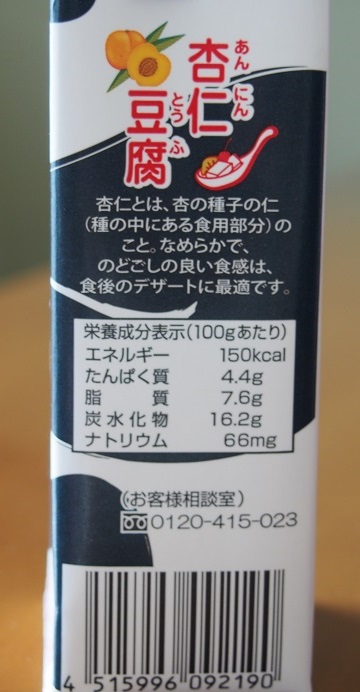 杏仁
あんにん
豆腐
とうふ
杏仁とは、杏の種子の仁
(種の中にある食用部分)の
こと。なめらかで、
のどごしの良い食感は、
食後のデザートに最適です。
栄養成分表示(100gあたり)
エネルギー 150kcal
たんぱく質 4.4g
脂質 7.6g
炭水化物 16.2g
ナトリウム 66mg
(お客様相談室)
0120-415-023
4 515996 092190